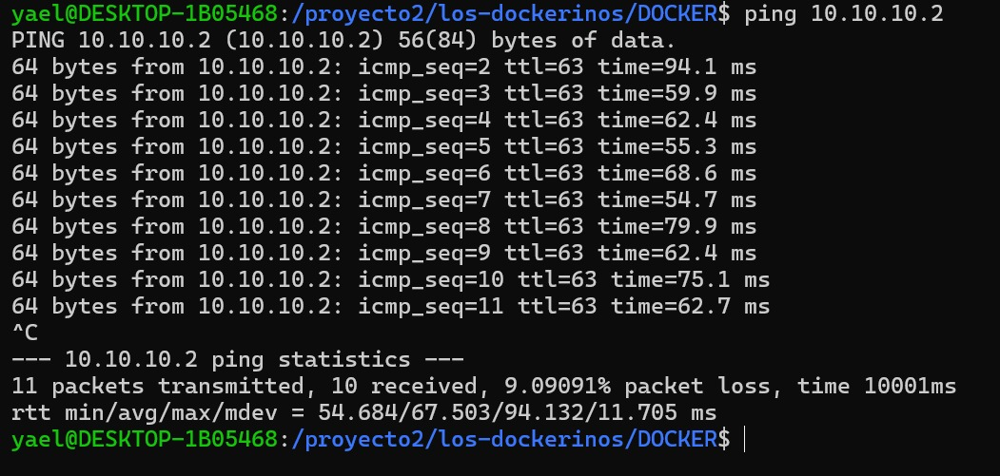 yael@DESKTOP-1B05468:/proyecto2/los-dockerinos/DOCKER$ ping 10.10.10.2
PING 10.10.10.2 (10.10.10.2) 56(84) bytes of data.
64 bytes from 10.10.10.2: icmp_seq=2 ttl=63 time=94.1 ms
64 bytes from 10.10.10.2: icmp_seq=3 ttl=63 time=59.9 ms
64 bytes from 10.10.10.2: icmp_seq=4 ttl=63 time=62.4 ms
64 bytes from 10.10.10.2: icmp_seq=5 ttl=63 time=55.3 ms
64 bytes from 10.10.10.2: icmp_seq=6 ttl=63 time=68.6 ms
64 bytes from 10.10.10.2: icmp_seq=7 ttl=63 time=54.7 ms
64 bytes from 10.10.10.2: icmp_seq=8 ttl=63 time=79.9 ms
64 bytes from 10.10.10.2: icmp_seq=9 ttl=63 time=62.4 ms
64 bytes from 10.10.10.2: icmp_seq=10 ttl=63 time=75.1 ms
64 bytes from 10.10.10.2: icmp_seq=11 ttl=63 time=62.7 ms
^C
--- 10.10.10.2 ping statistics ---
11 packets transmitted, 10 received, 9.09091% packet loss, time 10001ms
rtt min/avg/max/mdev = 54.684/67.503/94.132/11.705 ms
yael@DESKTOP-1B05468:/proyecto2/los-dockerinos/DOCKER$